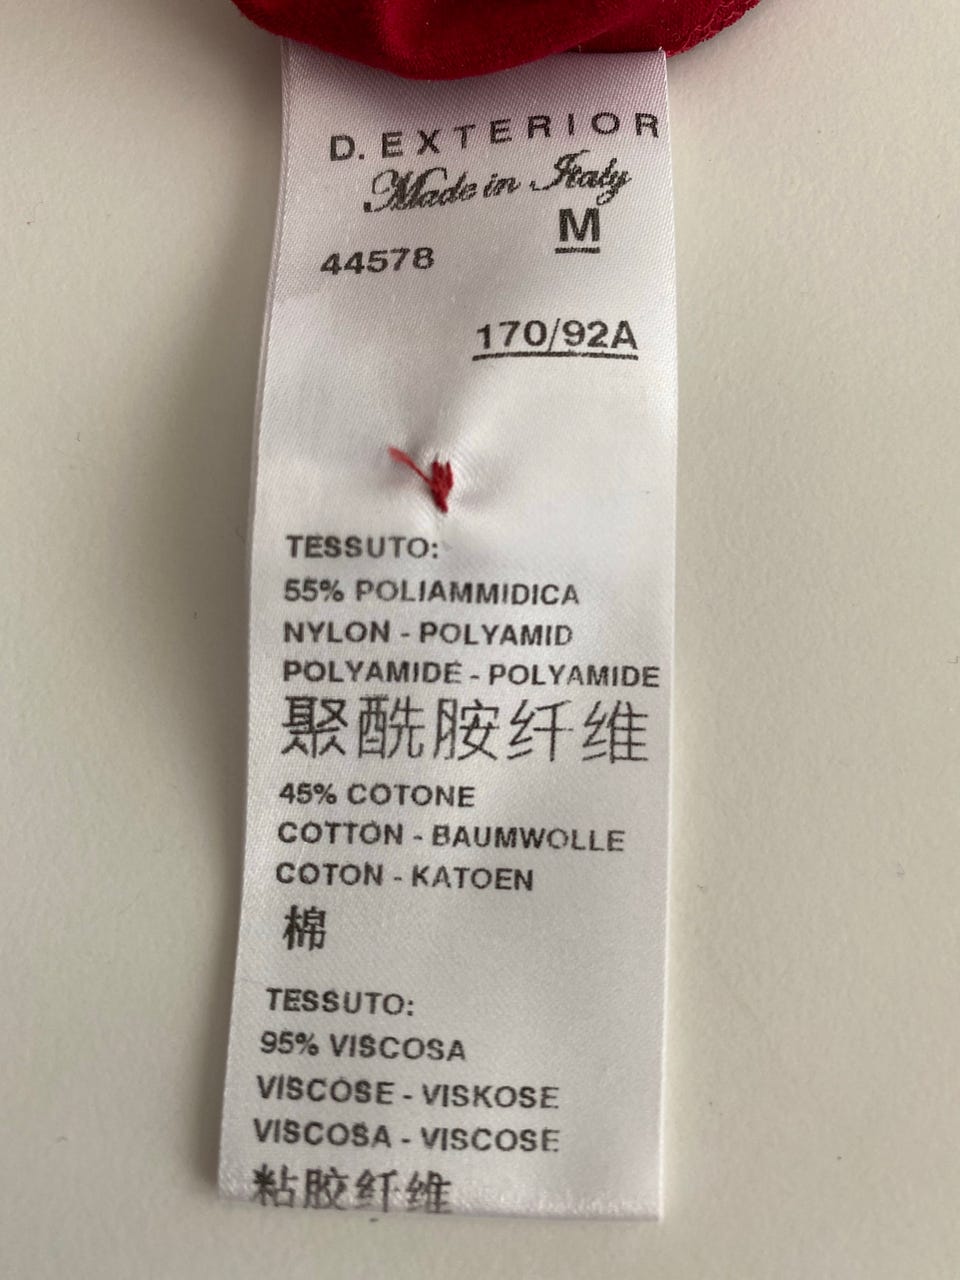 D. EXTERIOR
Made in Italy
M
44578
170/92A
TESSUTO:
55% POLIAMMIDICA
NYLON - POLYAMID
POLYAMIDE - POLYAMIDE
聚酰胺纤维
45% COTONE
COTTON - BAUMWOLLE
COTON - KATOEN
棉
TESSUTO:
95% VISCOSA
VISCOSE - VISKOSE
VISCOSA - VISCOSE
粘胶纤维